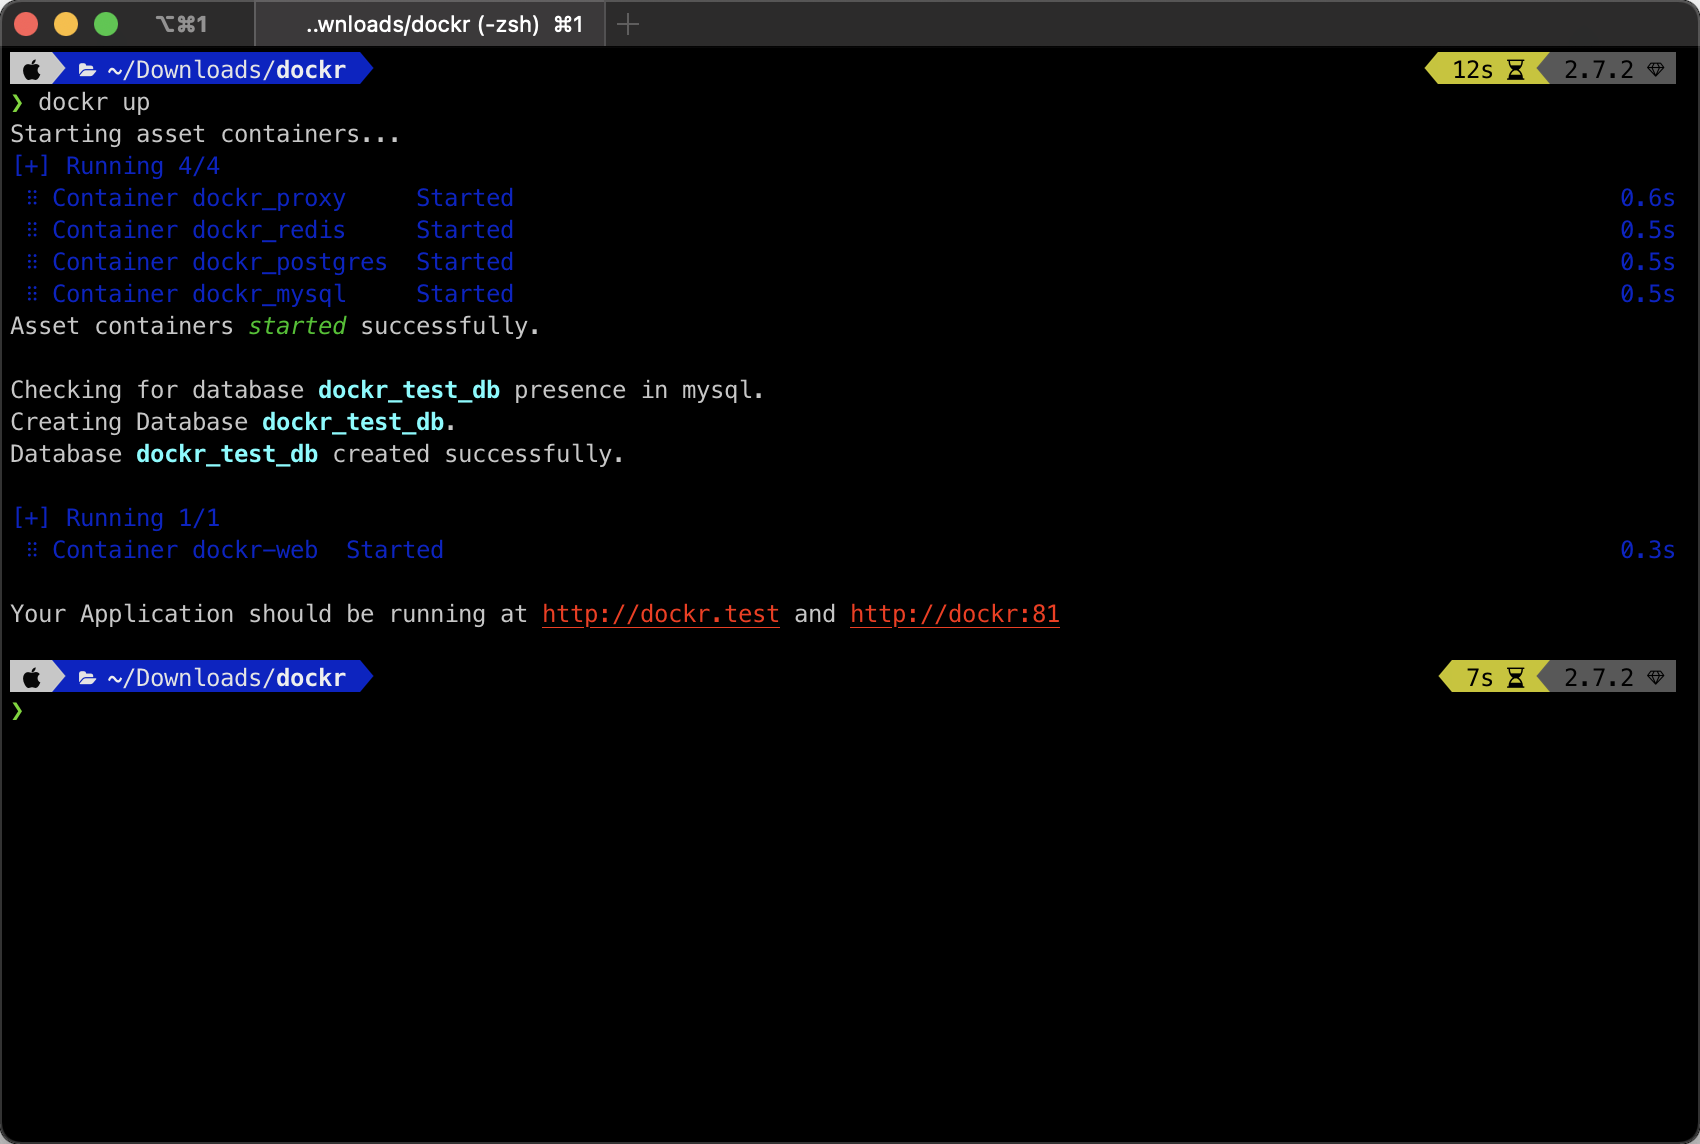 ⌥⌘1 ..wnloads/dockr (-zsh) ⌘1
~/Downloads/dockr 12s 2.7.2
❯ dockr up
Starting asset containers...
[+] Running 4/4
⠿ Container dockr_proxy Started 0.6s
⠿ Container dockr_redis Started 0.5s
⠿ Container dockr_postgres Started 0.5s
⠿ Container dockr_mysql Started 0.5s
Asset containers started successfully.
Checking for database dockr_test_db presence in mysql.
Creating Database dockr_test_db.
Database dockr_test_db created successfully.
[+] Running 1/1
⠿ Container dockr-web Started 0.3s
Your Application should be running at http://dockr.test and http://dockr:81
~/Downloads/dockr 7s 2.7.2
❯